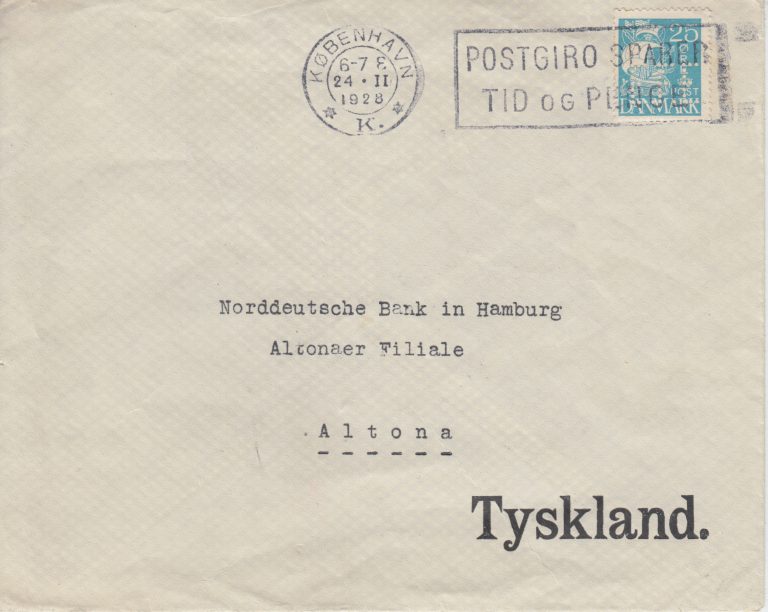 KØBENHAVN
6-7 E
24 • II
1928
K.
POSTGIRO SPARER
TID OG PENGE
25
POST
DANMARK
Norddeutsche Bank in Hamburg
Altonaer Filiale
Altona
Tyskland.